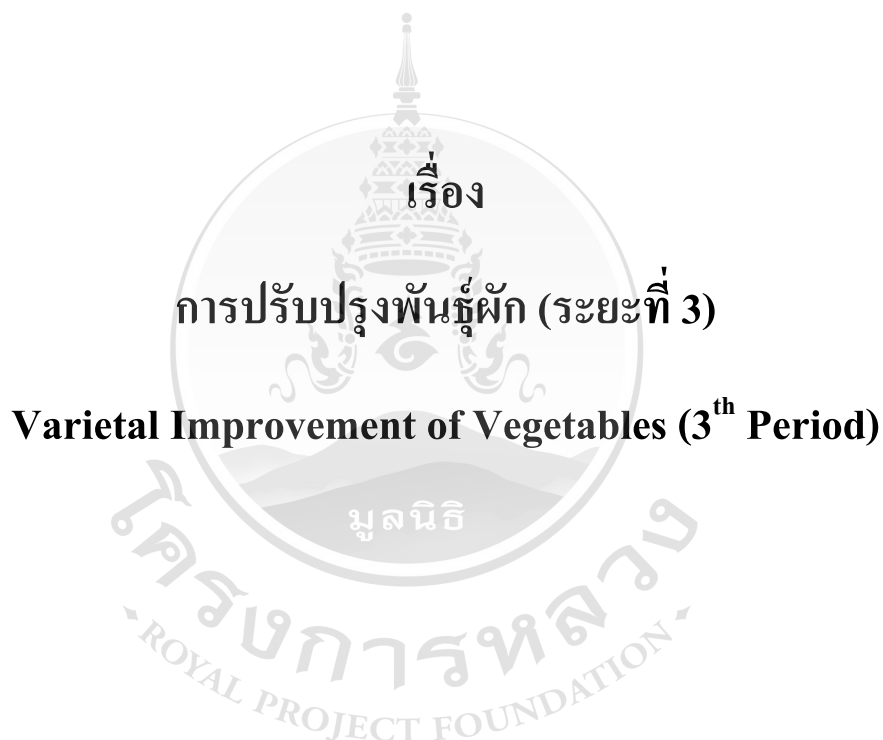 เรื่อง
การปรับปรุงพันธุ์ผัก (ระยะที่ 3)
Varietal Improvement of Vegetables (3th Period)
มูลนิธิ
โครงการหลวง
ROYAL PROJECT FOUNDATION